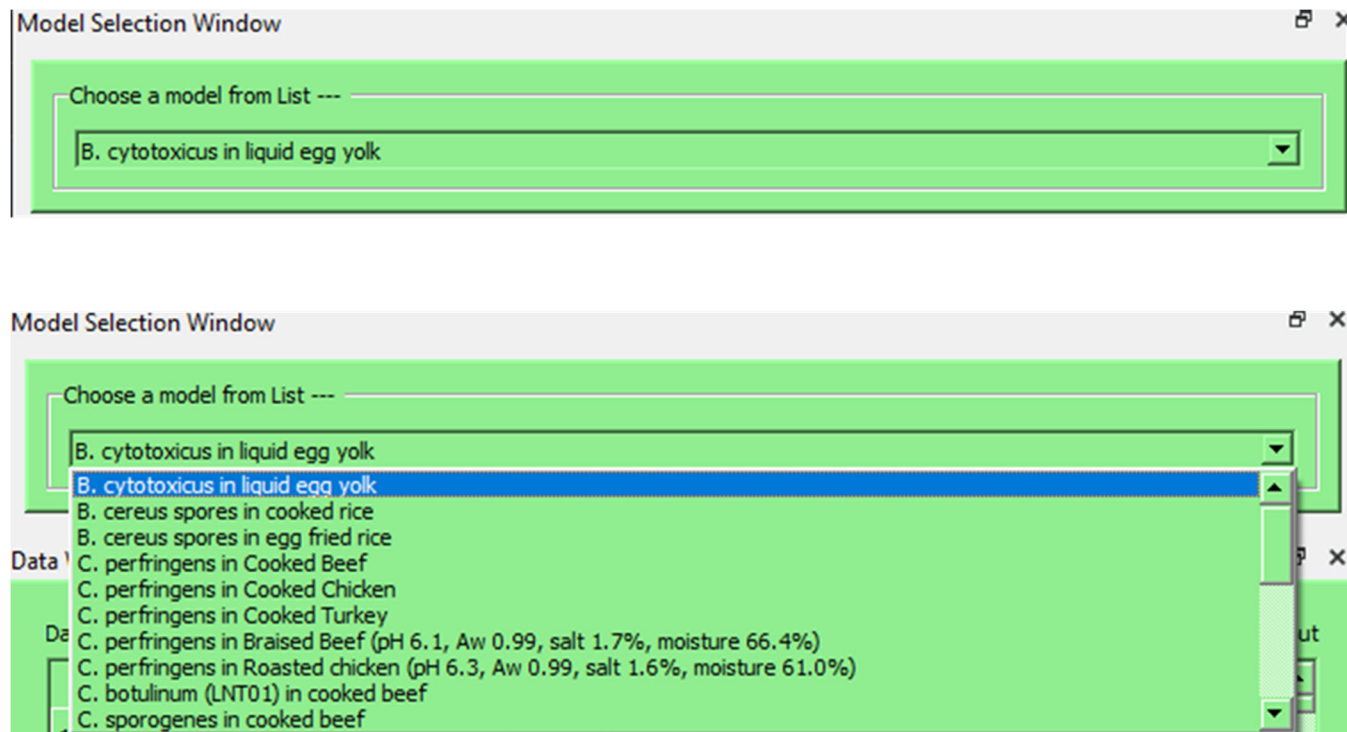 Model Selection Window
Choose a model from List ---
B. cytotoxicus in liquid egg yolk
Model Selection Window
Choose a model from List ---
B. cytotoxicus in liquid egg yolk
B. cytotoxicus in liquid egg yolk
B. cereus spores in cooked rice
B. cereus spores in egg fried rice
Data
C. perfringens in Cooked Beef
C. perfringens in Cooked Chicken
C. perfringens in Cooked Turkey
Da
ut
C. perfringens in Braised Beef (pH 6.1, Aw 0.99, salt 1.7%, moisture 66.4%)
C. perfringens in Roasted chicken (pH 6.3, Aw 0.99, salt 1.6%, moisture 61.0%)
C. botulinum (LNT01) in cooked beef
C. sporogenes in cooked beef